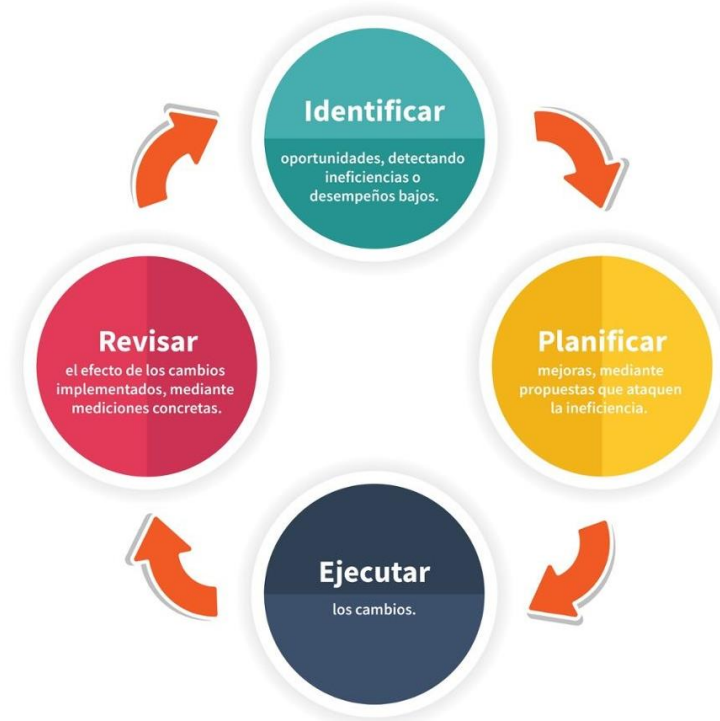 Identificar
oportunidades, detectando
ineficiencias o
desempeños bajos.
Planificar
mejoras, mediante
propuestas que ataquen
la ineficiencia.
Ejecutar
los cambios.
Revisar
el efecto de los cambios
implementados, mediante
mediciones concretas.